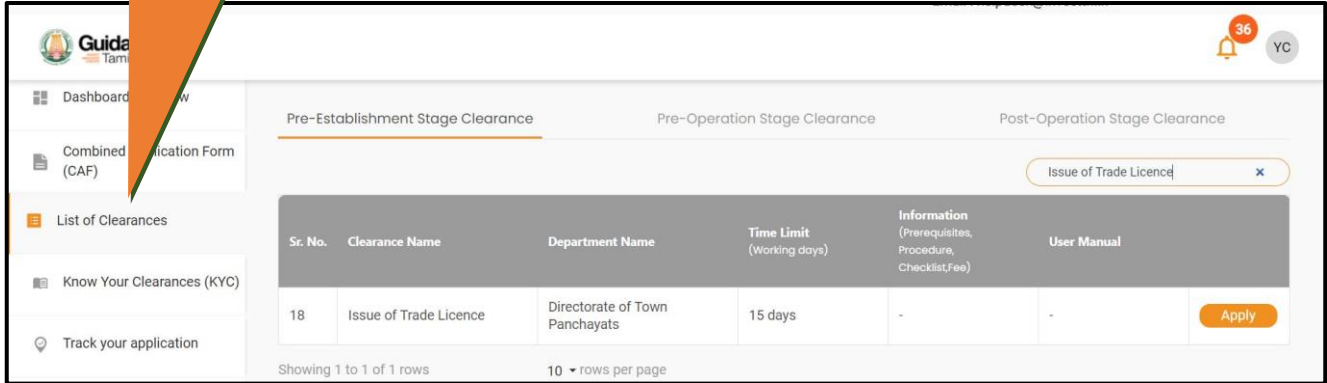 36
YC
Dashboard
Pre-Establishment Stage Clearance
Pre-Operation Stage Clearance
Post-Operation Stage Clearance
Combined
Form
(CAF)
Issue of Trade Licence
×
List of Clearances
Sr. No.
Clearance Name
Department Name
Time Limit
(Working days)
Information
(Prerequisites,
Procedure,
Checklist,Fee)
User Manual
Know Your Clearances (KYC)
18
Issue of Trade Licence
Directorate of Town
Panchayats
15 days
-
-
Apply
Track your application
Showing 1 to 1 of 1 rows
10
rows per page